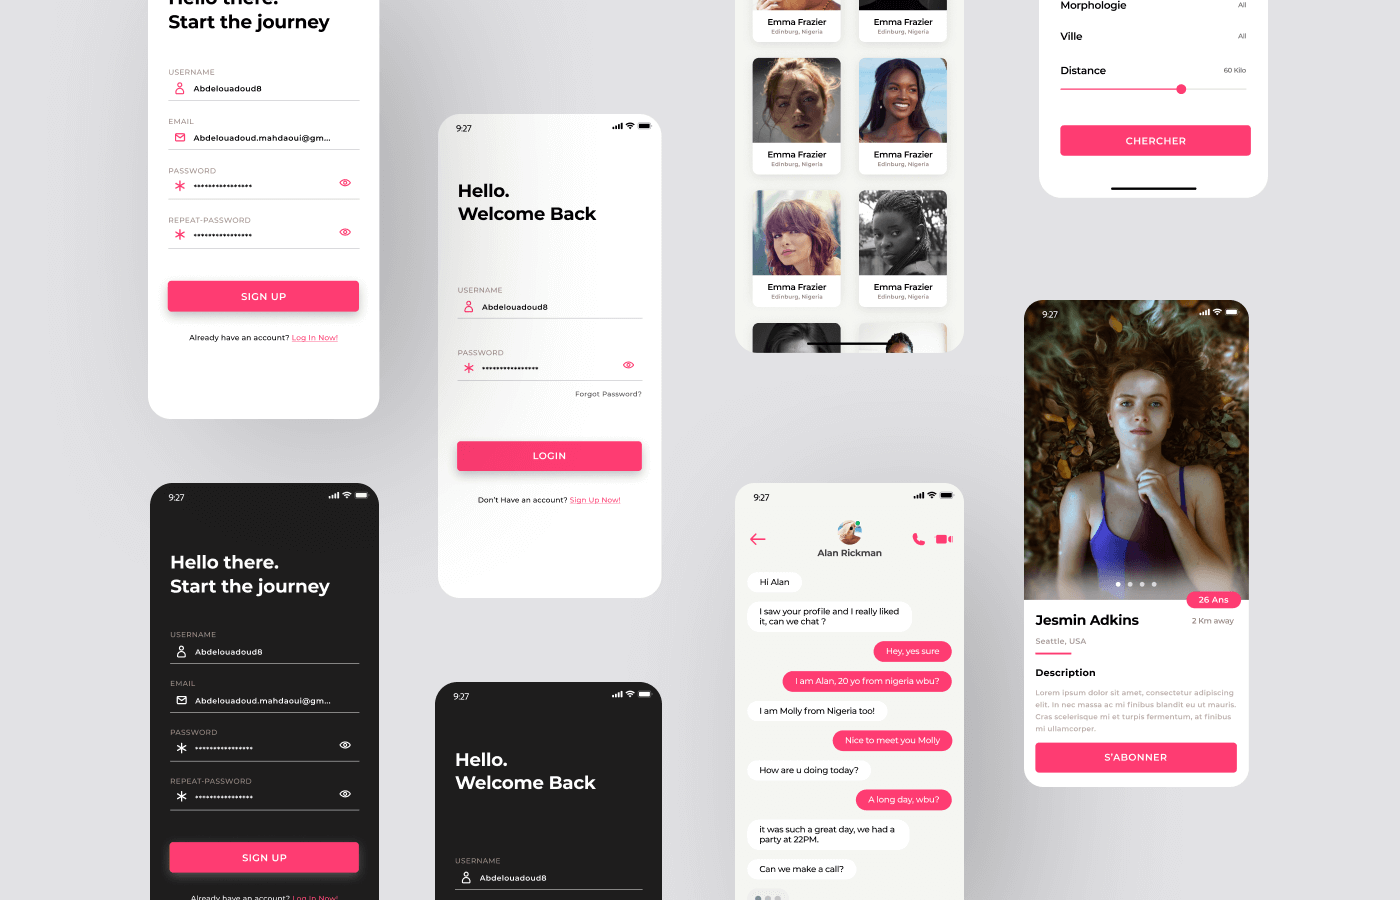 Hello there.
Start the journey
USERNAME
Abdelouadoud8
EMAIL
Abdelouadoud.mahdaoui@gm...
PASSWORD
****************
REPEAT-PASSWORD
****************
SIGN UP
Already have an account? Log In Now!
9:27
Hello there.
Start the journey
USERNAME
Abdelouadoud8
EMAIL
Abdelouadoud.mahdaoui@gm...
PASSWORD
****************
REPEAT-PASSWORD
****************
SIGN UP
Already have an account? Log In Now!
9:27
Hello.
Welcome Back
USERNAME
Abdelouadoud8
PASSWORD
****************
Forgot Password?
LOGIN
Don't Have an account? Sign Up Now!
9:27
Hello.
Welcome Back
USERNAME
Abdelouadoud8
Emma Frazier
Edinburg, Nigeria
Emma Frazier
Edinburg, Nigeria
Emma Frazier
Edinburg, Nigeria
Emma Frazier
Edinburg, Nigeria
Emma Frazier
Edinburg, Nigeria
Emma Frazier
Edinburg, Nigeria
9:27
Alan Rickman
Hi Alan
I saw your profile and I really liked
it, can we chat ?
Hey, yes sure
I am Alan, 20 yo from nigeria wbu?
I am Molly from Nigeria too!
Nice to meet you Molly
How are u doing today?
A long day, wbu?
it was such a great day, we had a
party at 22PM.
Can we make a call?
Morphologie All
Ville All
Distance 60 Kilo
CHERCHER
9:27
26 Ans
Jesmin Adkins 2 Km away
Seattle, USA
Description
Lorem ipsum dolor sit amet, consectetur adipiscing
elit. In nec massa ac mi finibus blandit eu ut mauris.
Cras scelerisque mi et turpis fermentum, at finibus
mi ullamcorper.
S'ABONNER